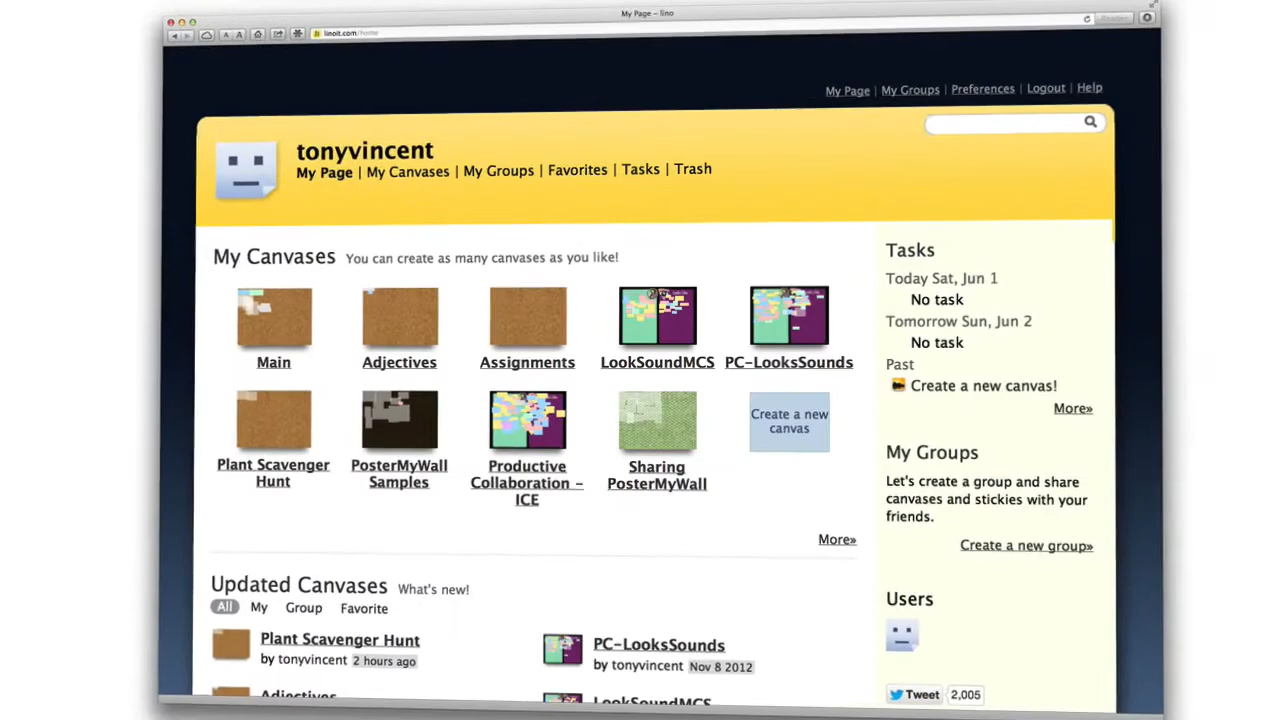 My Page – lino
A A
linoit.com/home
Reader
My Page | My Groups | Preferences | Logout | Help
tonyvincent
My Page | My Canvases | My Groups | Favorites | Tasks | Trash
My Canvases You can create as many canvases as you like!
Main
Adjectives
Assignments
LookSoundMCS
PC-LooksSounds
Plant Scavenger
Hunt
PosterMyWall
Samples
Productive
Collaboration -
ICE
Sharing
PosterMyWall
Create a new
canvas
More»
Updated Canvases What's new!
All My Group Favorite
Plant Scavenger Hunt
by tonyvincent 2 hours ago
PC-LooksSounds
by tonyvincent Nov 8 2012
Adjectives
LookSoundMCS
Tasks
Today Sat, Jun 1
No task
Tomorrow Sun, Jun 2
No task
Past
Create a new canvas!
More»
My Groups
Let's create a group and share
canvases and stickies with your
friends.
Create a new group»
Users
Tweet 2,005